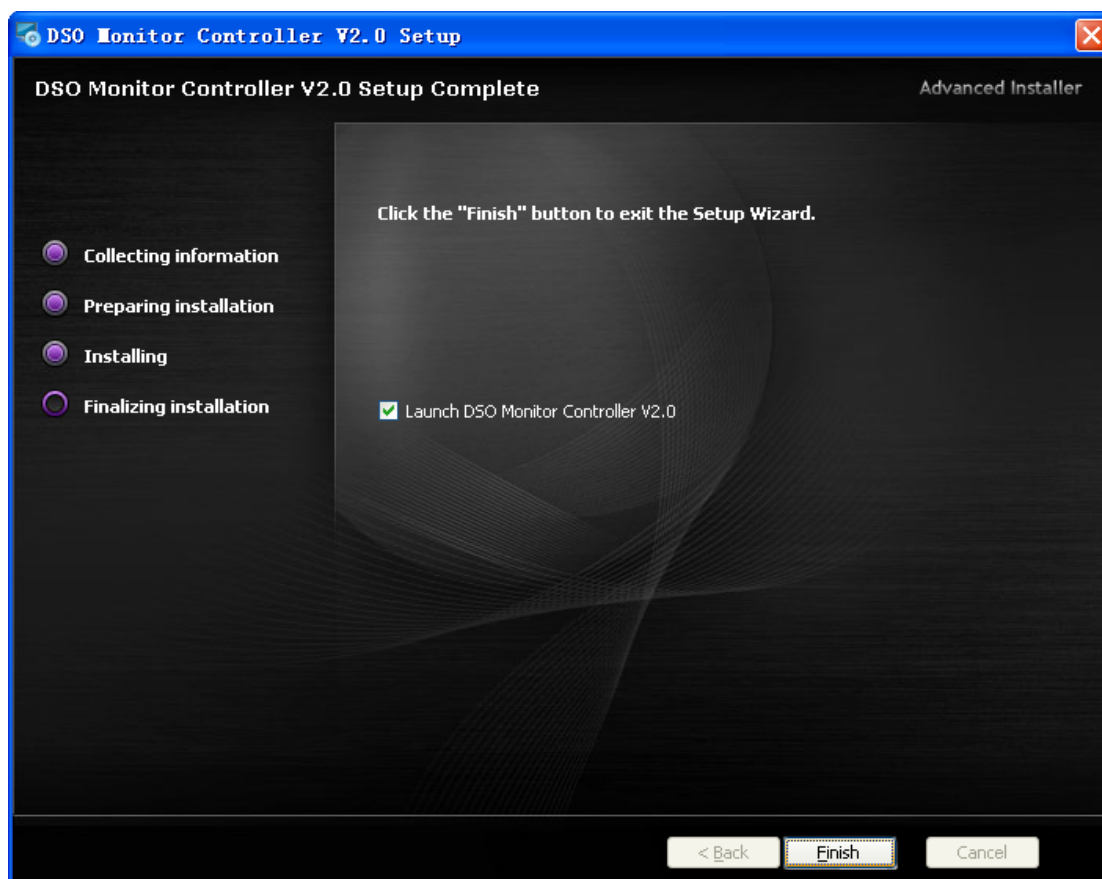 DSO Monitor Controller V2.0 Setup
DSO Monitor Controller V2.0 Setup Complete
Advanced Installer
Click the "Finish" button to exit the Setup Wizard.
Collecting information
Preparing installation
Installing
Finalizing installation
Launch DSO Monitor Controller V2.0
< Back
Finish
Cancel